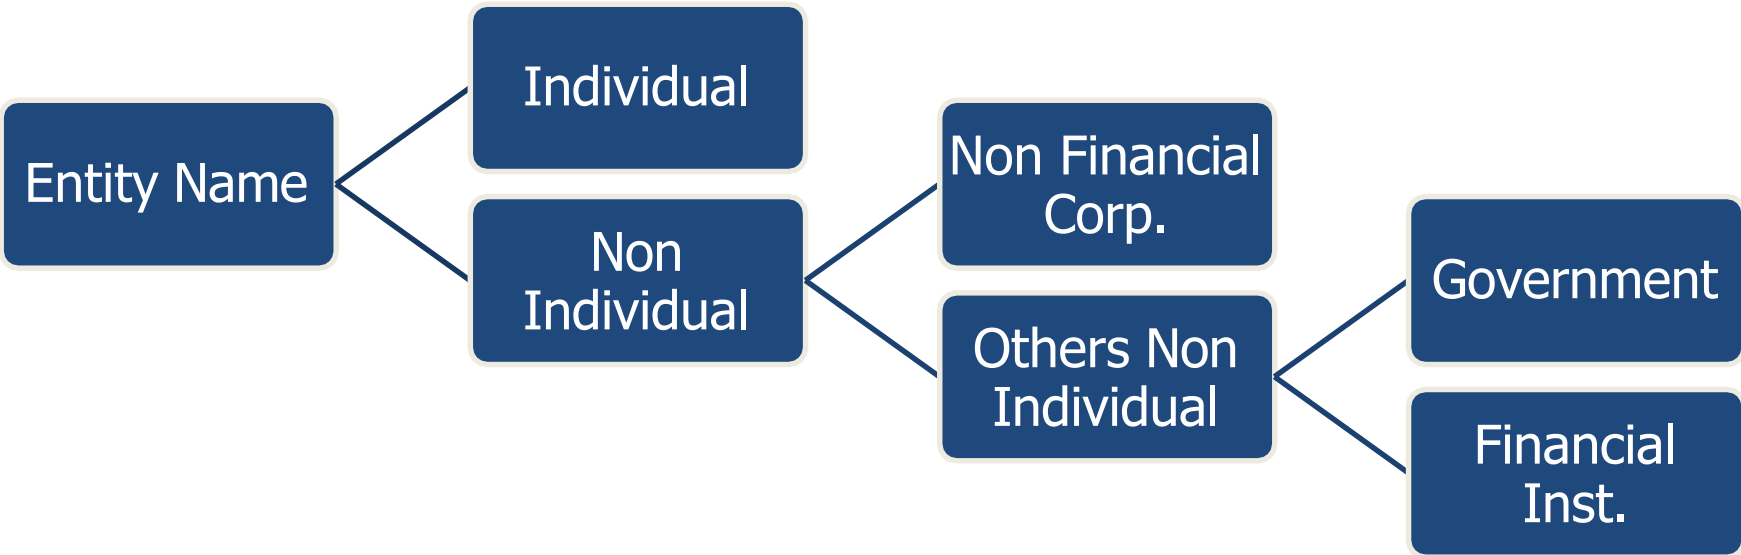 Entity Name
Individual
Non
Individual
Non Financial
Corp.
Others Non
Individual
Government
Financial
Inst.